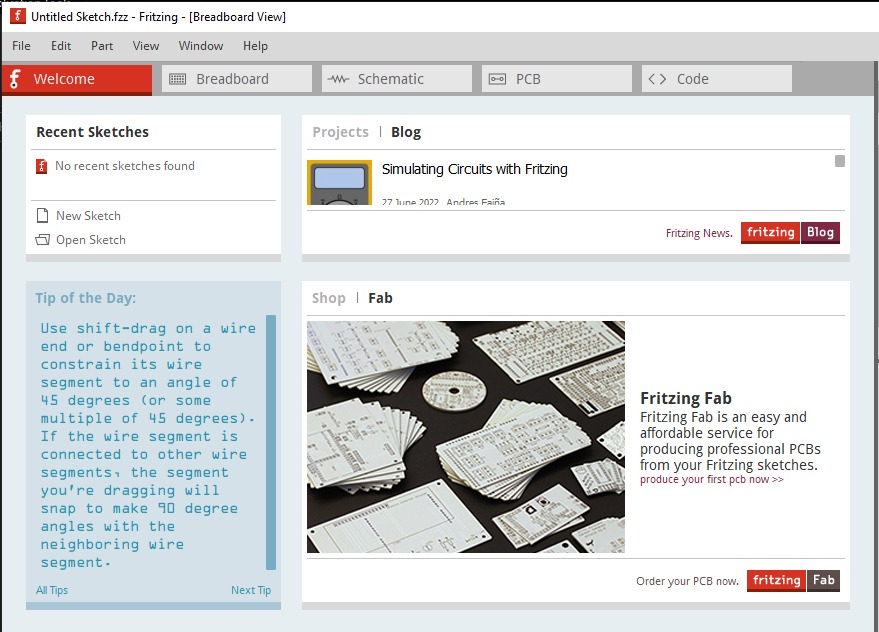 Untitled Sketch.fzz - Fritzing - [Breadboard View]
File Edit Part View Window Help
Welcome Breadboard Schematic PCB Code
Recent Sketches
No recent sketches found
New Sketch
Open Sketch
Projects | Blog
Simulating Circuits with Fritzing
27 June 2022 Andres Faiña
Fritzing News. fritzing Blog
Tip of the Day:
Use shift-drag on a wire
end or bendpoint to
constrain its wire
segment to an angle of
45 degrees (or some
multiple of 45 degrees).
If the wire segment is
connected to other wire
segments, the segment
you're dragging will
snap to make 90 degree
angles with the
neighboring wire
segment.
All Tips Next Tip
Shop | Fab
Fritzing Fab
Fritzing Fab is an easy and
affordable service for
producing professional PCBs
from your Fritzing sketches.
produce your first pcb now >>
Order your PCB now. fritzing Fab